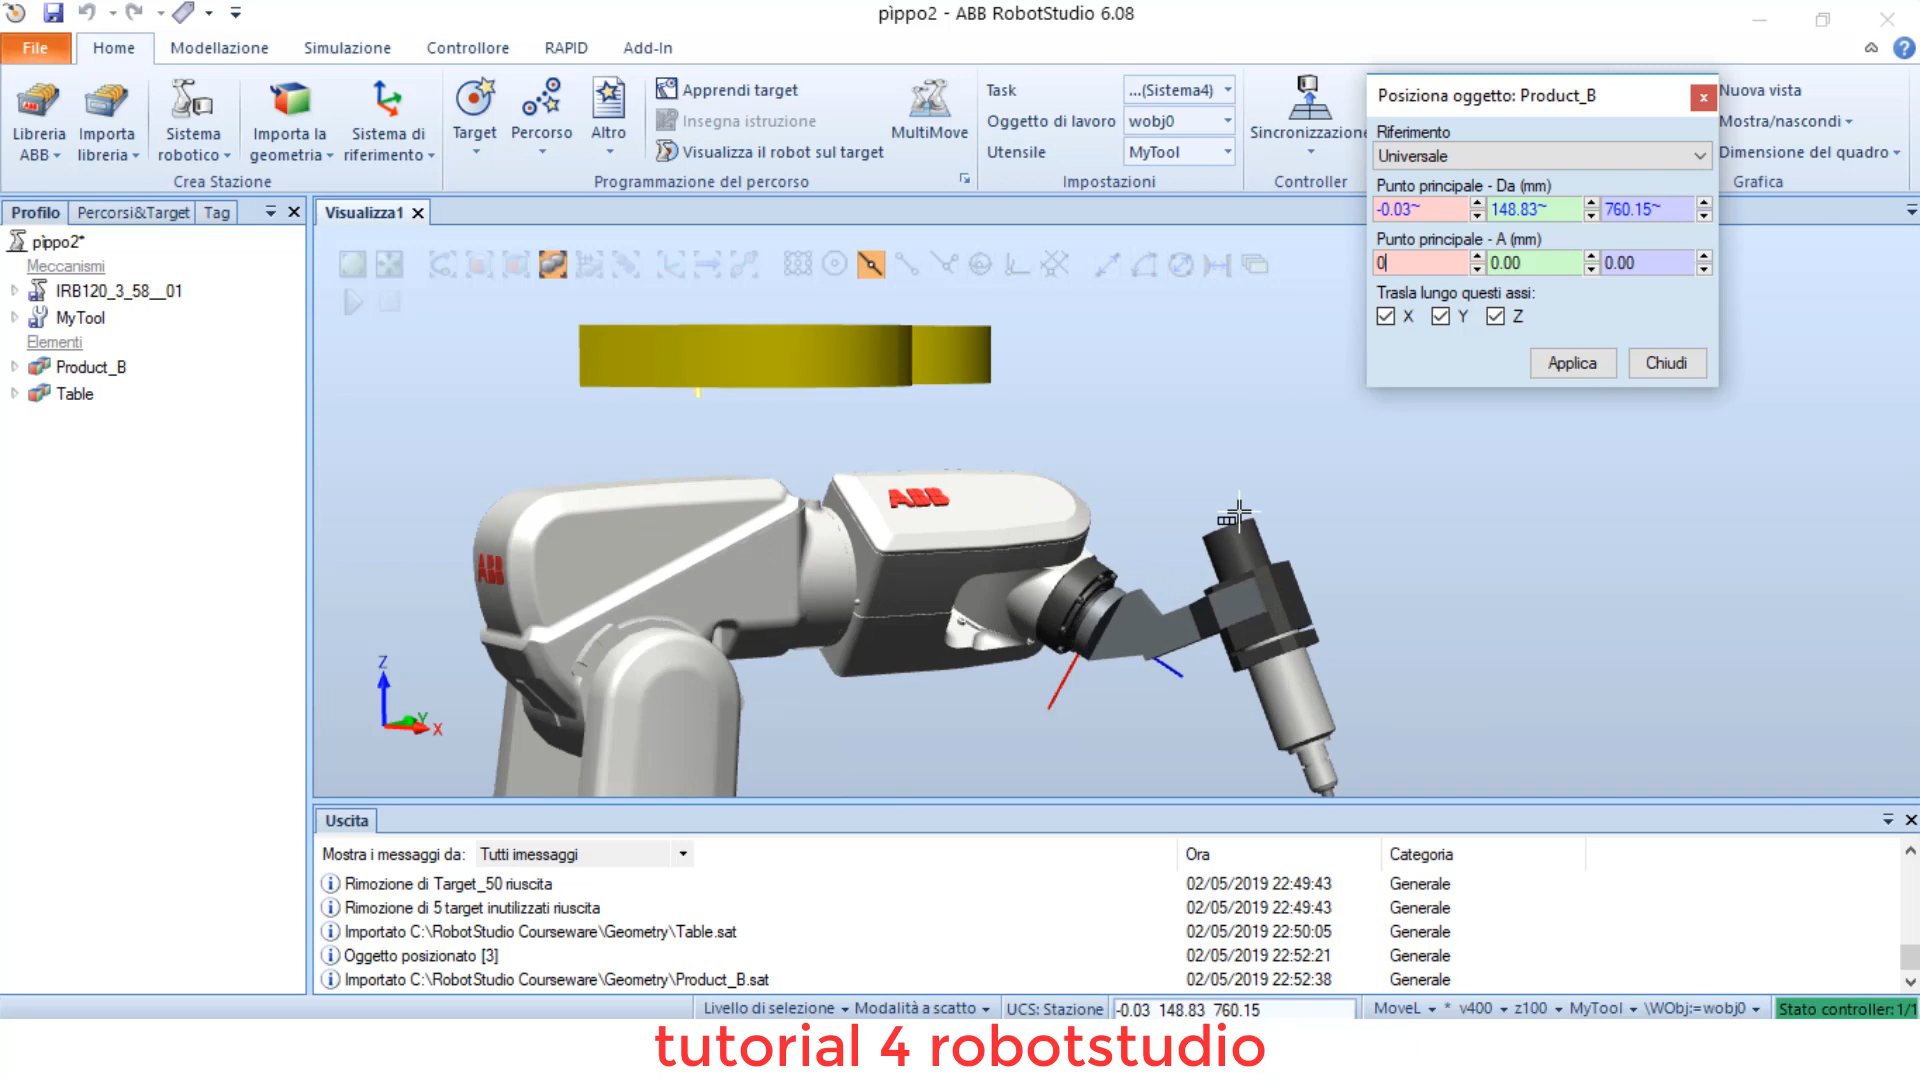 pippo2 - ABB RobotStudio 6.08
File Home Modellazione Simulazione Controllore RAPID Add-In
Libreria ABB
Importa libreria
Sistema robotico
Importa la geometria
Sistema di riferimento
Crea Stazione
Target
Percorso
Altro
Apprendi target
Insegna istruzione
Visualizza il robot sul target
MultiMove
Programmazione del percorso
Task ...(Sistema4)
Oggetto di lavoro wobj0
Utensile MyTool
Impostazioni
Sincronizzazione
Controller
Nuova vista
Mostra/nascondi
Dimensione del quadro
Grafica
Posiziona oggetto: Product_B
x
Riferimento
Universale
Punto principale - Da (mm)
-0.03~ 148.83~ 760.15~
Punto principale - A (mm)
0 0.00 0.00
Trasla lungo questi assi:
X Y Z
Applica Chiudi
Profilo Percorsi&Target Tag
pippo2*
Meccanismi
IRB120_3_58__01
MyTool
Elementi
Product_B
Table
Visualizza1
ABB
ABB
Z
Y
X
Uscita
Mostra i messaggi da: Tutti imessaggi Ora Categoria
Rimozione di Target_50 riuscita 02/05/2019 22:49:43 Generale
Rimozione di 5 target inutilizzati riuscita 02/05/2019 22:49:43 Generale
Importato C:\RobotStudio Courseware\Geometry\Table.sat 02/05/2019 22:50:05 Generale
Oggetto posizionato [3] 02/05/2019 22:52:21 Generale
Importato C:\RobotStudio Courseware\Geometry\Product_B.sat 02/05/2019 22:52:38 Generale
Livello di selezione Modalità a scatto UCS: Stazione -0.03 148.83 760.15 MoveL * v400 z100 MyTool \WObj:=wobj0 Stato controller: 1/1
tutorial 4 robotstudio